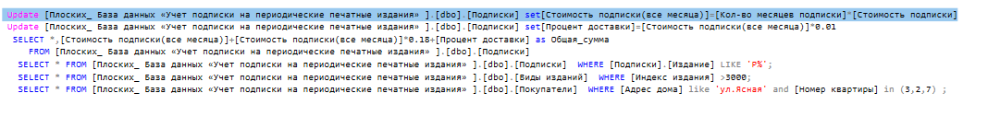 Update [Плоских_ База данных «Учет подписки на периодические печатные издания» ].[dbo].[Подписки] set[Стоимость подписки(все месяца)]=[Кол-во месяцев подписки]*[Стоимость подписки]
Update [Плоских_ База данных «Учет подписки на периодические печатные издания» ].[dbo].[Подписки] set[Процент доставки]=[Стоимость подписки(все месяца)]*0.01
SELECT *,[Стоимость подписки(все месяца)]+[Стоимость подписки(все месяца)]*0.18+[Процент доставки] as Общая_сумма
FROM [Плоских_ База данных «Учет подписки на периодические печатные издания» ].[dbo].[Подписки]
SELECT * FROM [Плоских_ База данных «Учет подписки на периодические печатные издания» ].[dbo].[Подписки] WHERE [Подписки].[Издание] LIKE 'Р%';
SELECT * FROM [Плоских_ База данных «Учет подписки на периодические печатные издания» ].[dbo].[Виды изданий] WHERE [Индекс издания] >3000;
SELECT * FROM [Плоских_ База данных «Учет подписки на периодические печатные издания» ].[dbo].[Покупатели] WHERE [Адрес дома] like 'ул.Ясная' and [Номер квартиры] in (3,2,7) ;